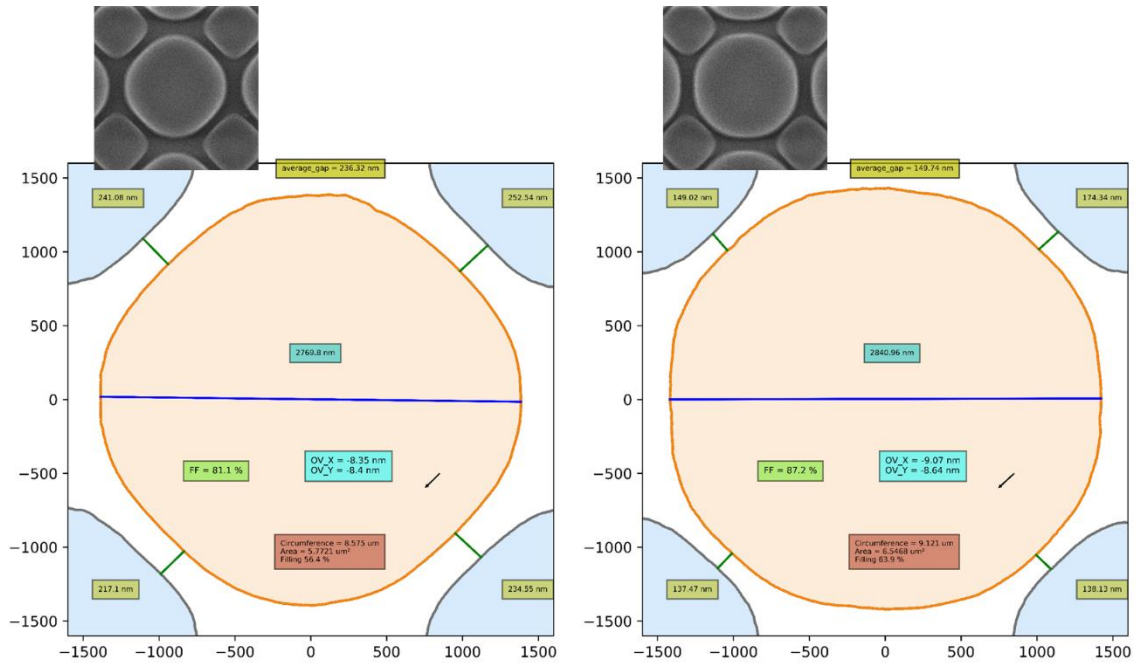 average_gap = 236.32 nm
241.08 nm
252.54 nm
2769.8 nm
FF = 81.1 %
OV_X = -8.35 nm
OV_Y = -8.4 nm
Circumference = 8.575 um
Area = 5.7721 um²
Filling 56.4 %
217.1 nm
234.55 nm
1500
1000
500
0
−500
−1000
−1500
−1500 −1000 −500 0 500 1000 1500
average_gap = 149.74 nm
149.02 nm
174.34 nm
2840.96 nm
FF = 87.2 %
OV_X = -9.07 nm
OV_Y = -8.64 nm
Circumference = 9.121 um
Area = 6.5468 um²
Filling 63.9 %
137.47 nm
138.13 nm
1500
1000
500
0
−500
−1000
−1500
−1500 −1000 −500 0 500 1000 1500